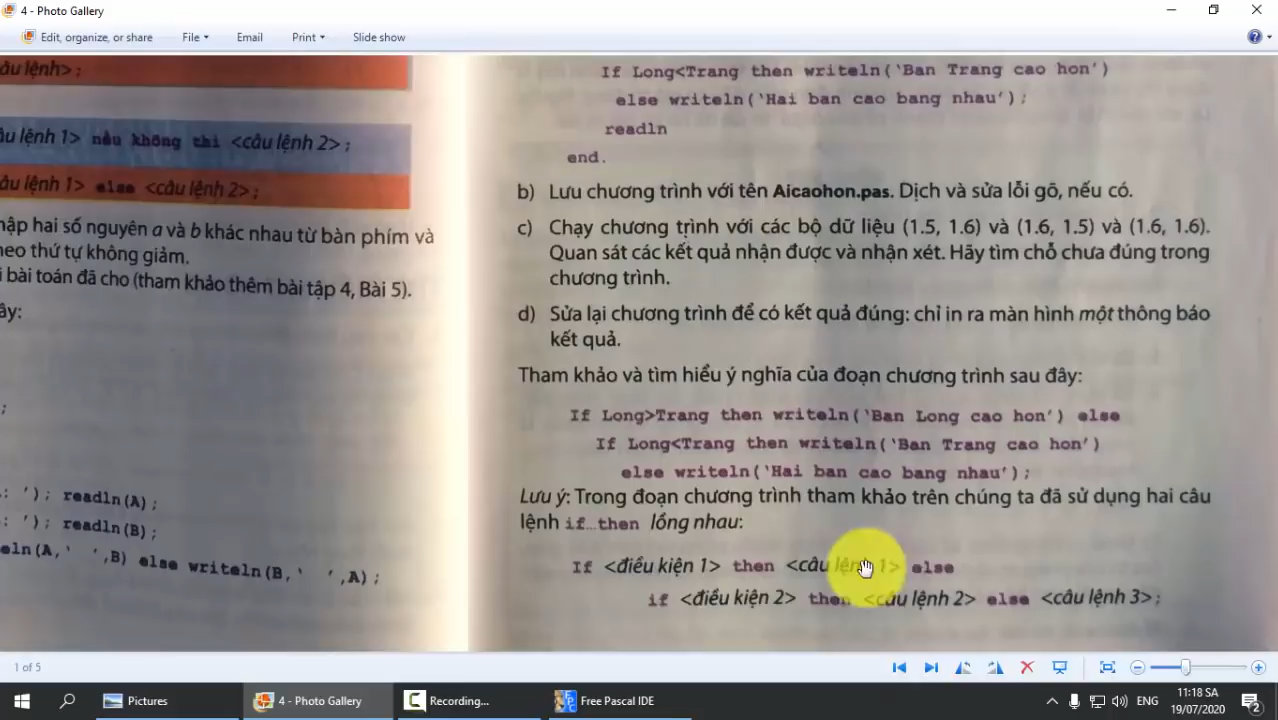 4 - Photo Gallery
Edit, organize, or share
File
Email
Print
Slide show
âu lệnh>;
âu lệnh 1> nếu không thì <câu lệnh 2>;
âu lệnh 1> else <câu lệnh 2>;
hập hai số nguyên a và b khác nhau từ bàn phím và
heo thứ tự không giảm.
i bài toán đã cho (tham khảo thêm bài tập 4, Bài 5).
ây:
;
: '); readln(A);
: '); readln(B);
eln(A,' ',B) else writeln(B,' ',A);
If Long<Trang then writeln('Ban Trang cao hon')
else writeln('Hai ban cao bang nhau');
readln
end.
b) Lưu chương trình với tên Aicaohon.pas. Dịch và sửa lỗi gõ, nếu có.
c) Chạy chương trình với các bộ dữ liệu (1.5, 1.6) và (1.6, 1.5) và (1.6, 1.6).
Quan sát các kết quả nhận được và nhận xét. Hãy tìm chỗ chưa đúng trong
chương trình.
d) Sửa lại chương trình để có kết quả đúng: chỉ in ra màn hình một thông báo
kết quả.
Tham khảo và tìm hiểu ý nghĩa của đoạn chương trình sau đây:
If Long>Trang then writeln('Ban Long cao hon') else
If Long<Trang then writeln('Ban Trang cao hon')
else writeln('Hai ban cao bang nhau');
Lưu ý: Trong đoạn chương trình tham khảo trên chúng ta đã sử dụng hai câu
lệnh if…then lồng nhau:
If <điều kiện 1> then <câu lệnh 1> else
if <điều kiện 2> then <câu lệnh 2> else <câu lệnh 3>;
1 of 5
Pictures
4 - Photo Gallery
Recording...
Free Pascal IDE
ENG
11:18 SA
19/07/2020
2